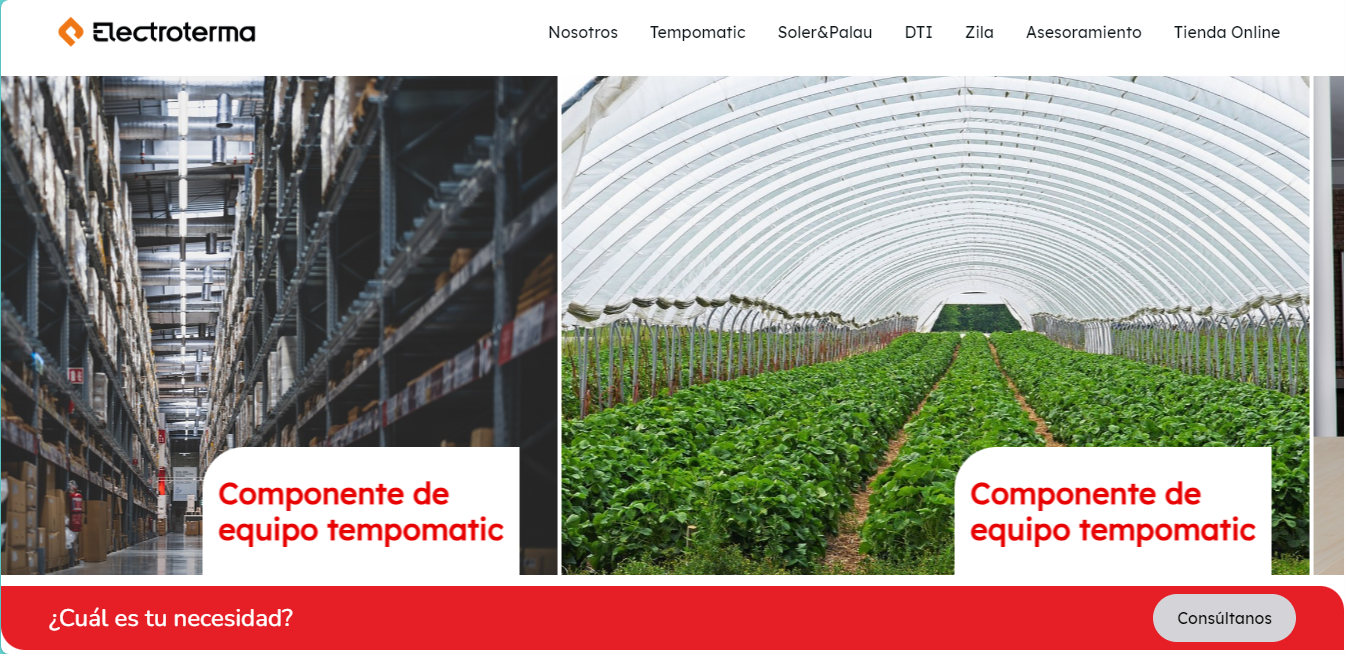 Electroterma
Nosotros Tempomatic Soler&Palau DTI Zila Asesoramiento Tienda Online
Componente de
equipo tempomatic
Componente de
equipo tempomatic
¿Cuál es tu necesidad?
Consúltanos